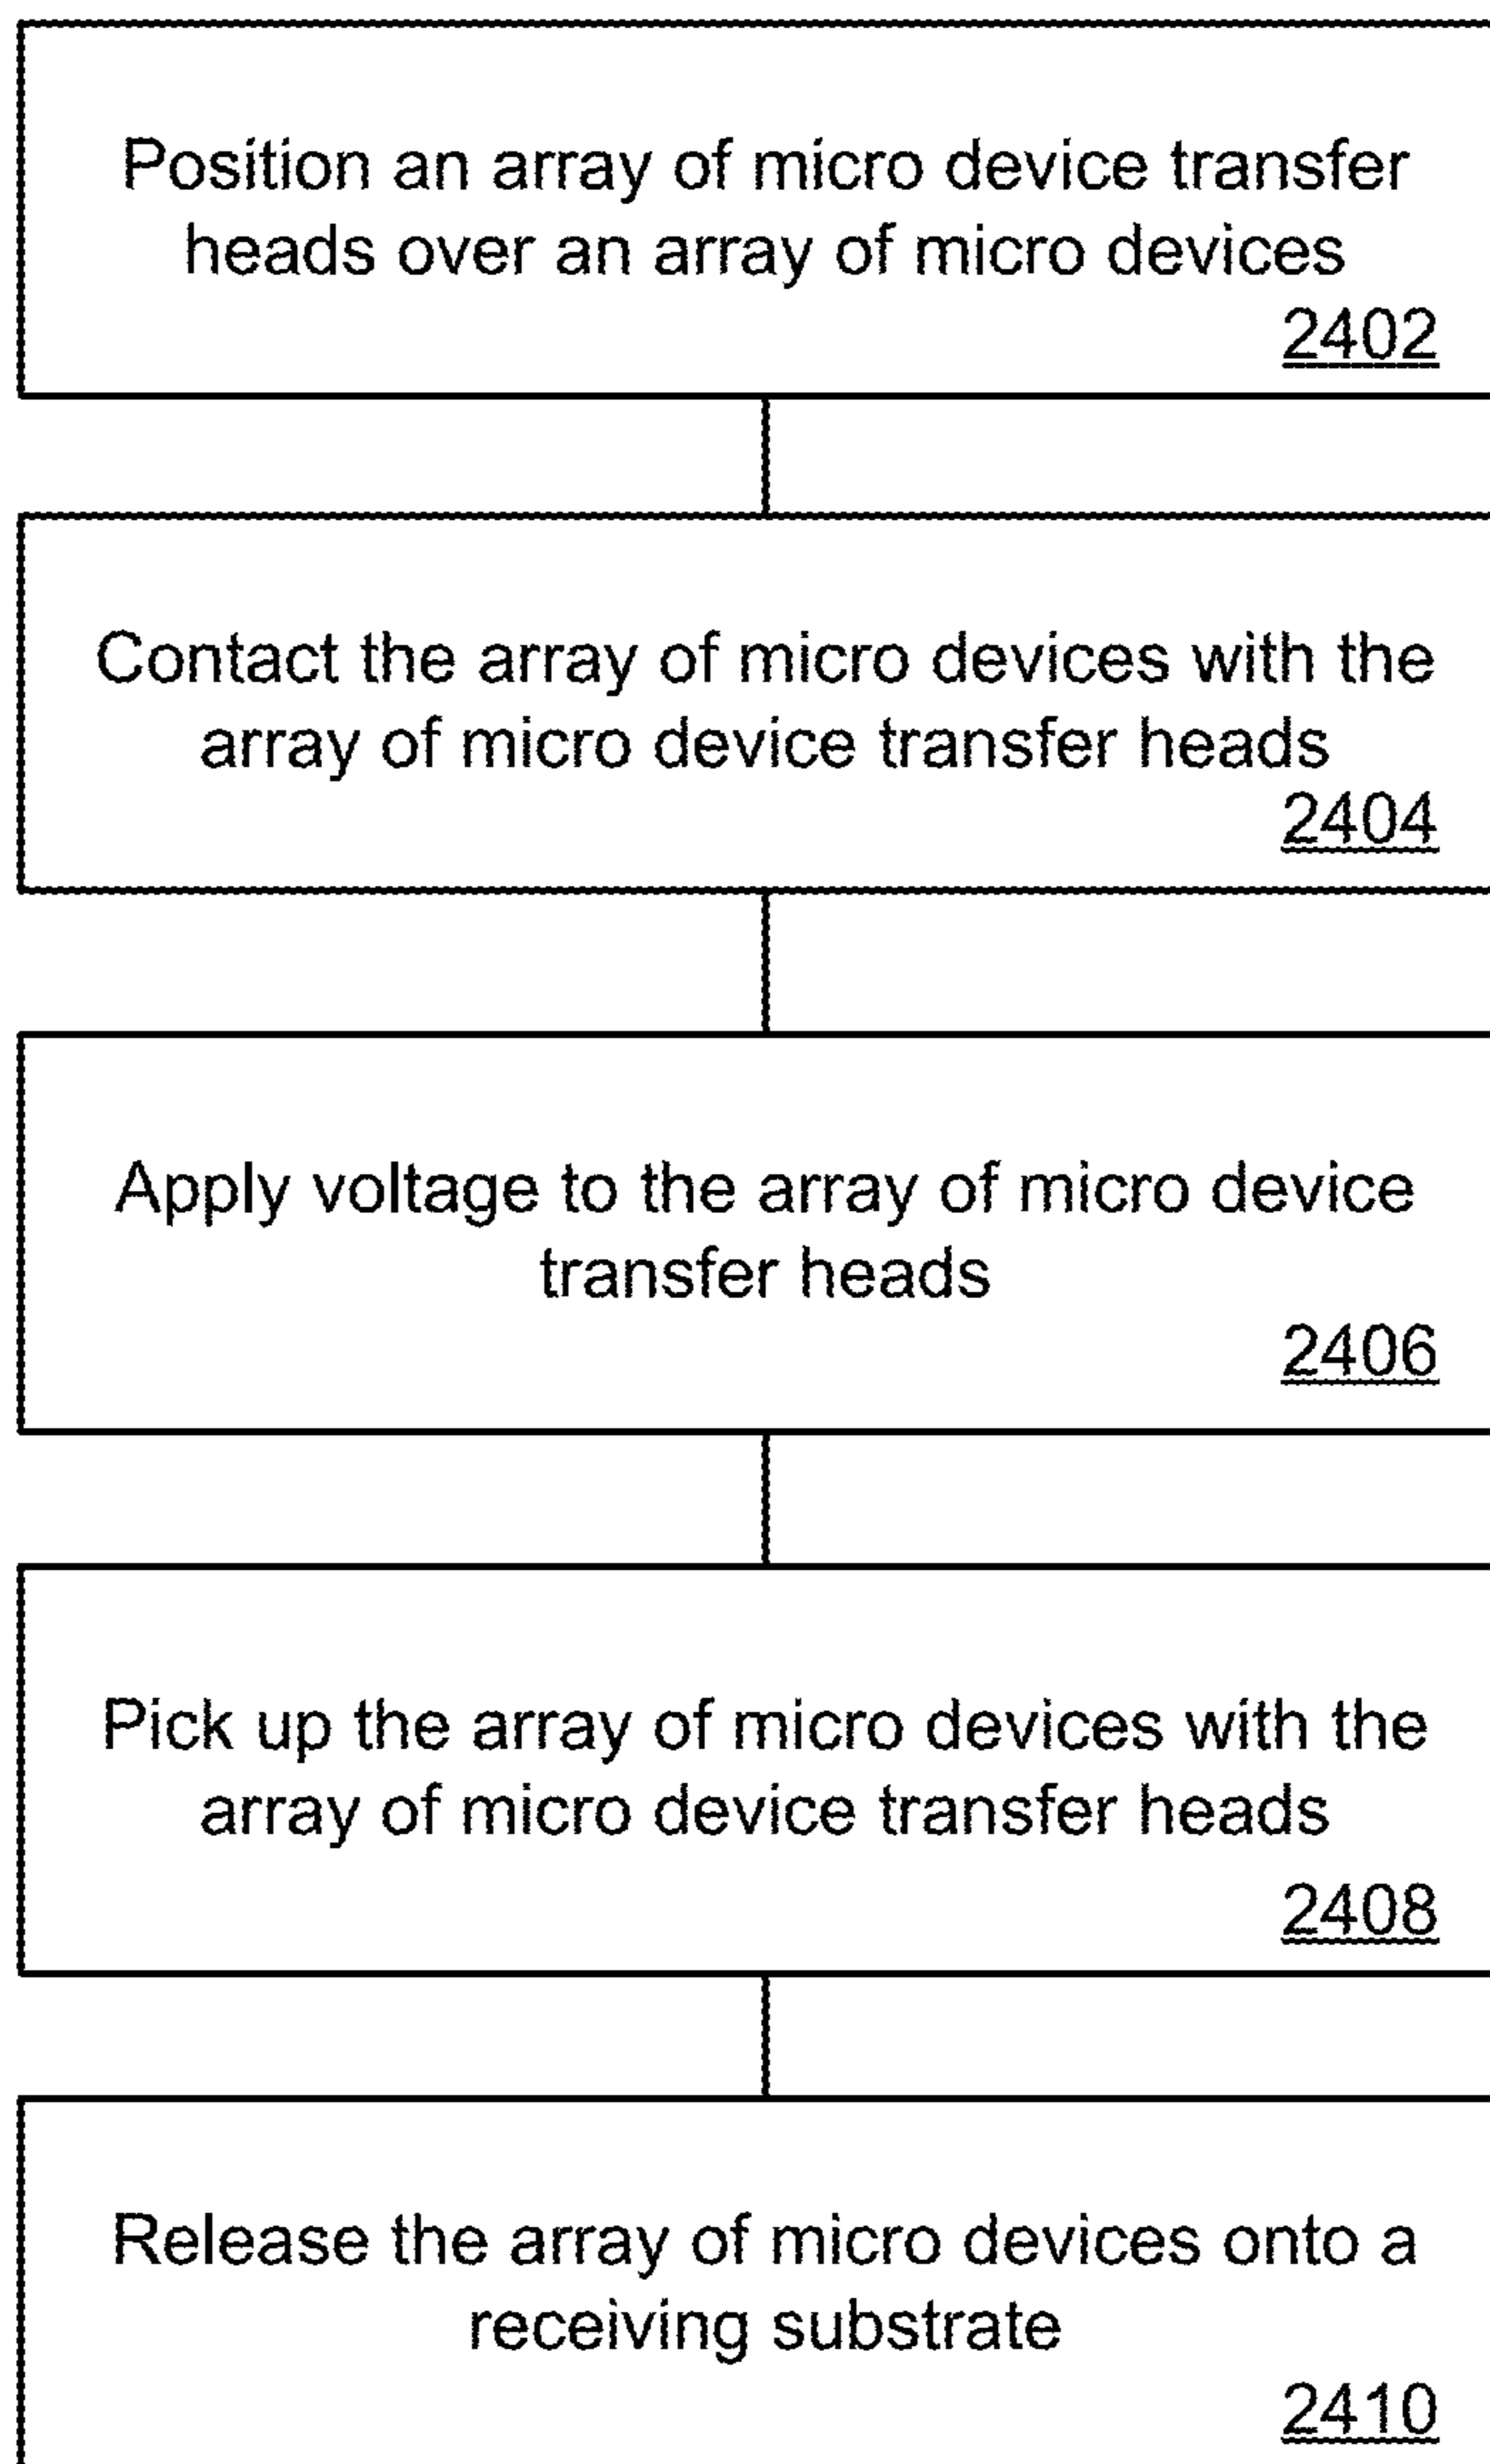 Position an array of micro device transfer
heads over an array of micro devices
2402
Contact the array of micro devices with the
array of micro device transfer heads
2404
Apply voltage to the array of micro device
transfer heads
2406
Pick up the array of micro devices with the
array of micro device transfer heads
2408
Release the array of micro devices onto a
receiving substrate
2410